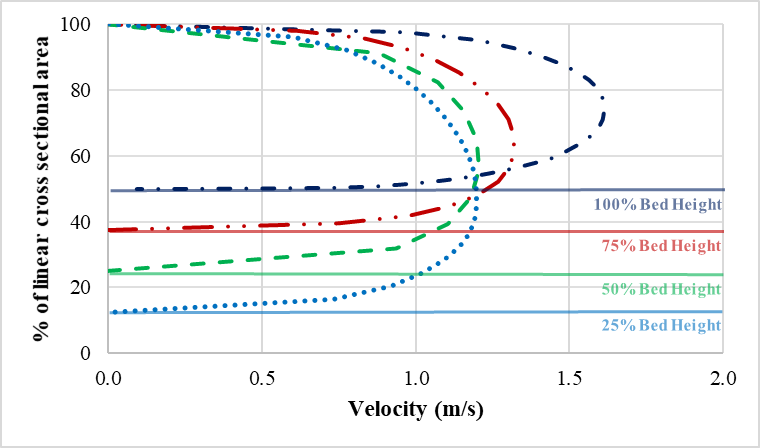 % of linear cross sectional area
100
80
60
40
20
0
100% Bed Height
75% Bed Height
50% Bed Height
25% Bed Height
0.0 0.5 1.0 1.5 2.0
Velocity (m/s)